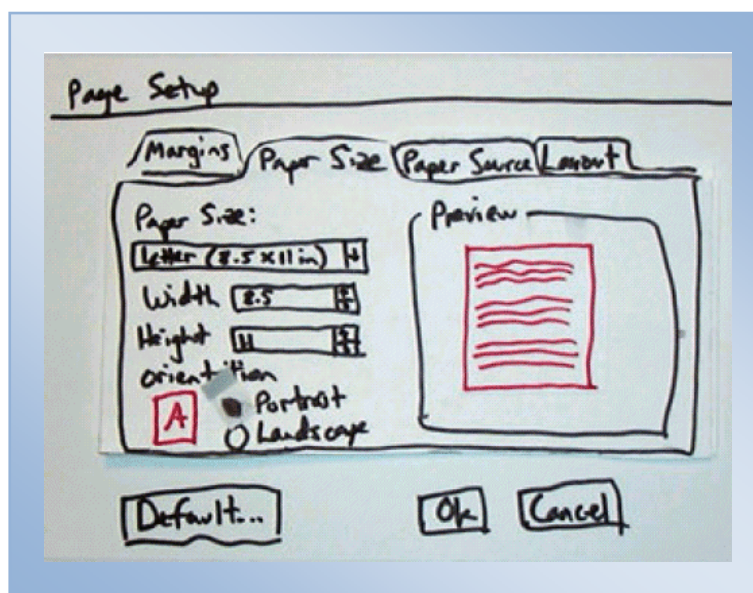 Page Setup
Margins Paper Size Paper Source Layout
Paper Size:
Letter (8.5 x 11 in)
Width 8.5
Height 11
orientition
A
Portrait
Landscape
Preview
Default... Ok Cancel